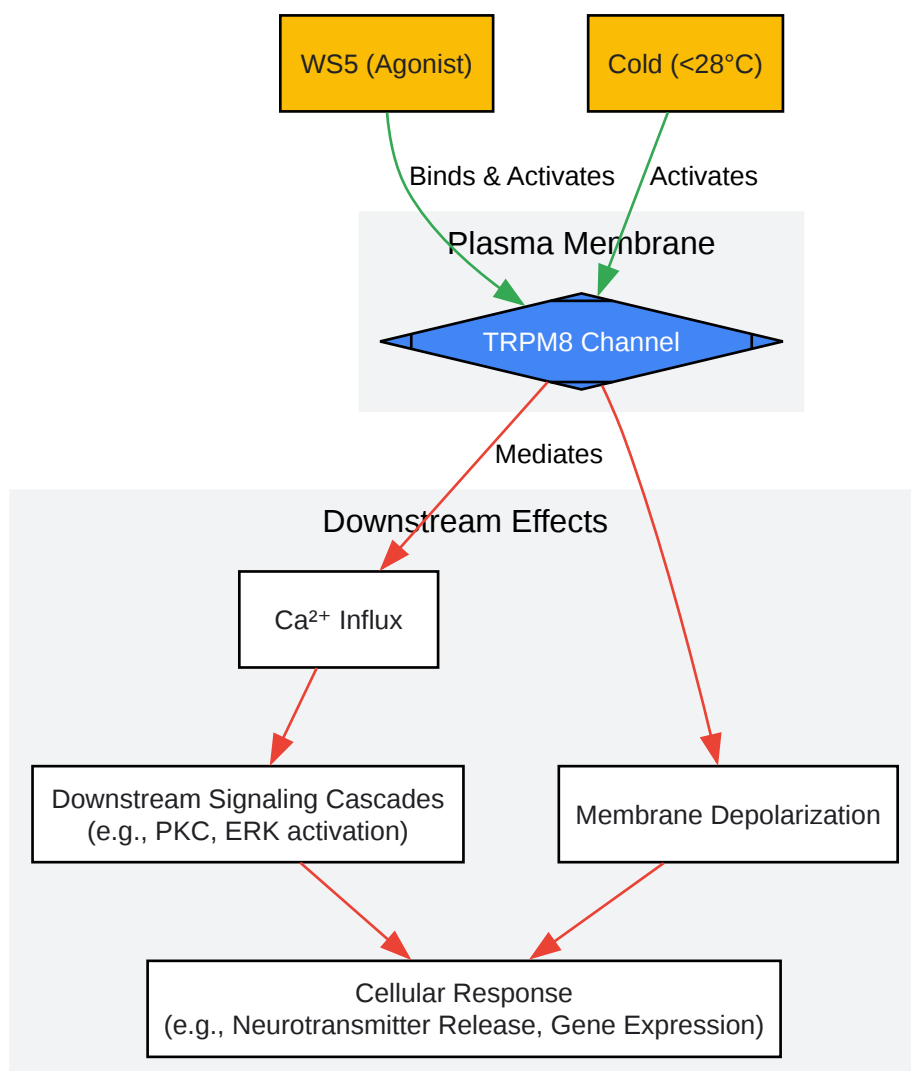 WS5 (Agonist)
Cold (<28°C)
Binds & Activates
Activates
Plasma Membrane
TRPM8 Channel
Mediates
Downstream Effects
Ca²⁺ Influx
Downstream Signaling Cascades
(e.g., PKC, ERK activation)
Membrane Depolarization
Cellular Response
(e.g., Neurotransmitter Release, Gene Expression)